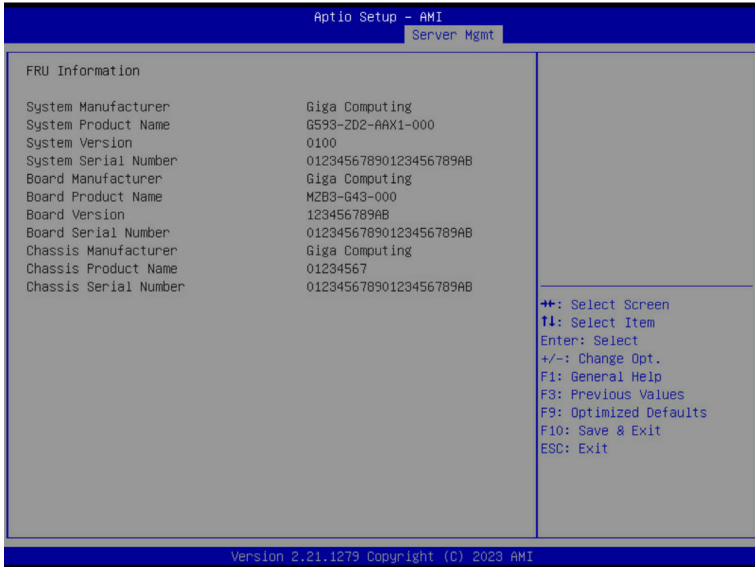 Aptio Setup – AMI
Server Mgmt
FRU Information
System Manufacturer Giga Computing
System Product Name G593-ZD2-AAX1-000
System Version 0100
System Serial Number 01234567890123456789AB
Board Manufacturer Giga Computing
Board Product Name MZB3-G43-000
Board Version 123456789AB
Board Serial Number 01234567890123456789AB
Chassis Manufacturer Giga Computing
Chassis Product Name 01234567
Chassis Serial Number 01234567890123456789AB
→←: Select Screen
↑↓: Select Item
Enter: Select
+/-: Change Opt.
F1: General Help
F3: Previous Values
F9: Optimized Defaults
F10: Save & Exit
ESC: Exit
Version 2.21.1279 Copyright (C) 2023 AMI